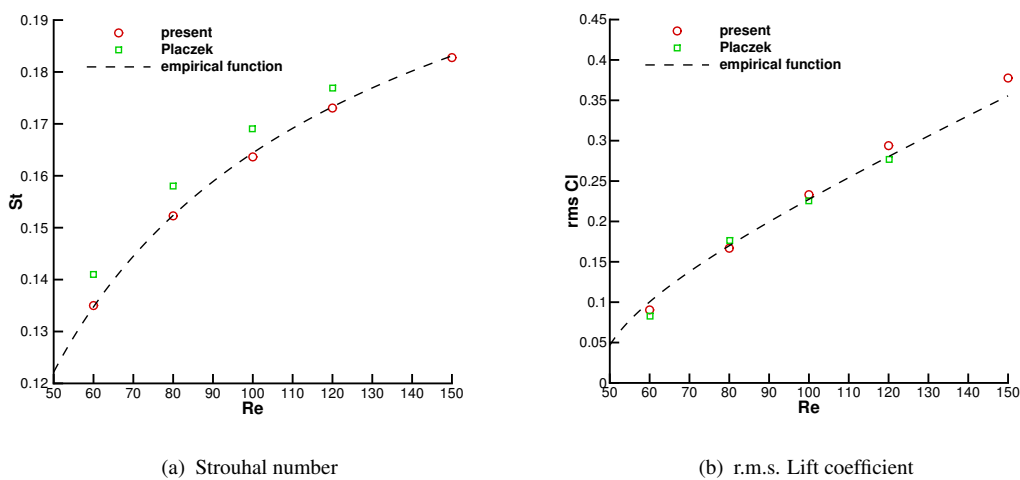 0.19
0.18
0.17
0.16
0.15
0.14
0.13
0.12
St
present
Placzek
empirical function
50 60 70 80 90 100 110 120 130 140 150
Re
(a) Strouhal number
0.45
0.4
0.35
0.3
0.25
0.2
0.15
0.1
0.05
0
rms Cl
present
Placzek
empirical function
50 60 70 80 90 100 110 120 130 140 150
Re
(b) r.m.s. Lift coefficient